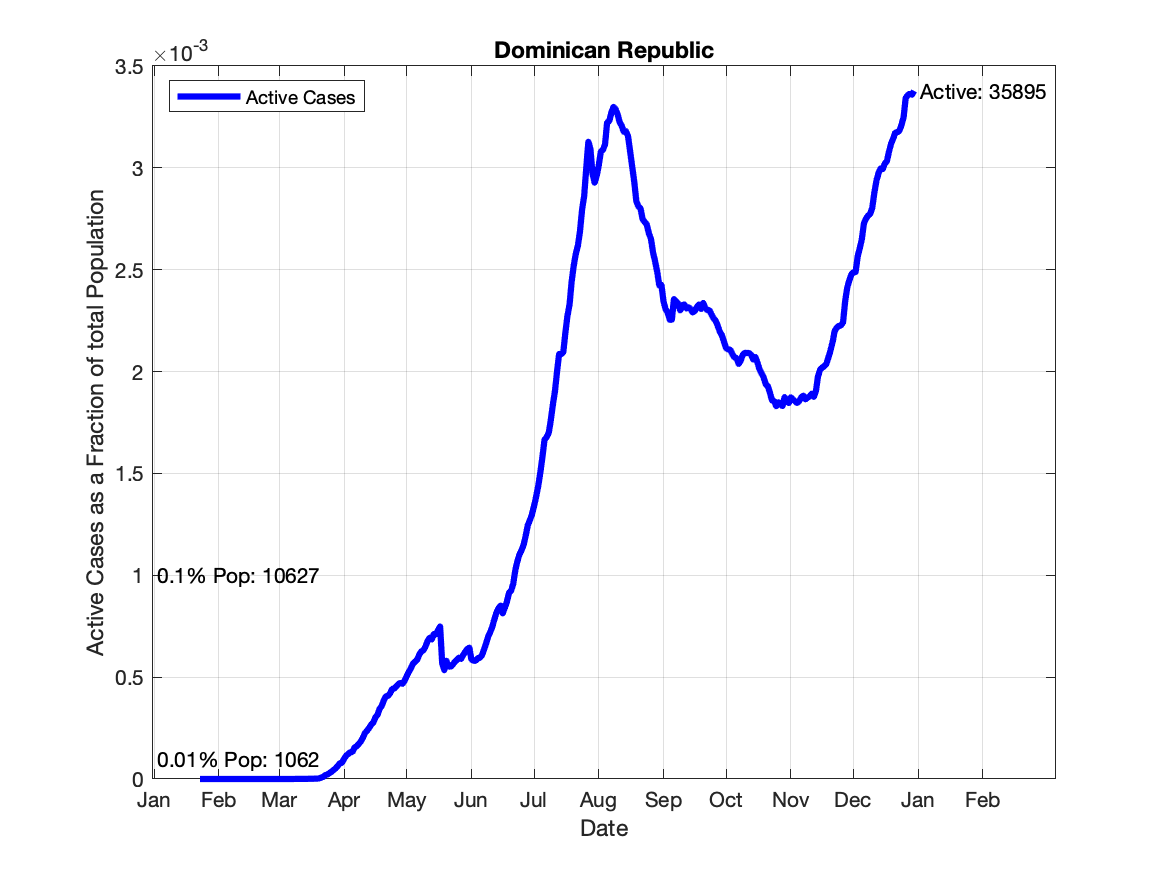 Dominican Republic
×10-3
3.5
3
2.5
2
1.5
1
0.5
0
Active Cases
Active: 35895
0.1% Pop: 10627
0.01% Pop: 1062
Active Cases as a Fraction of total Population
Jan Feb Mar Apr May Jun Jul Aug Sep Oct Nov Dec Jan Feb
Date